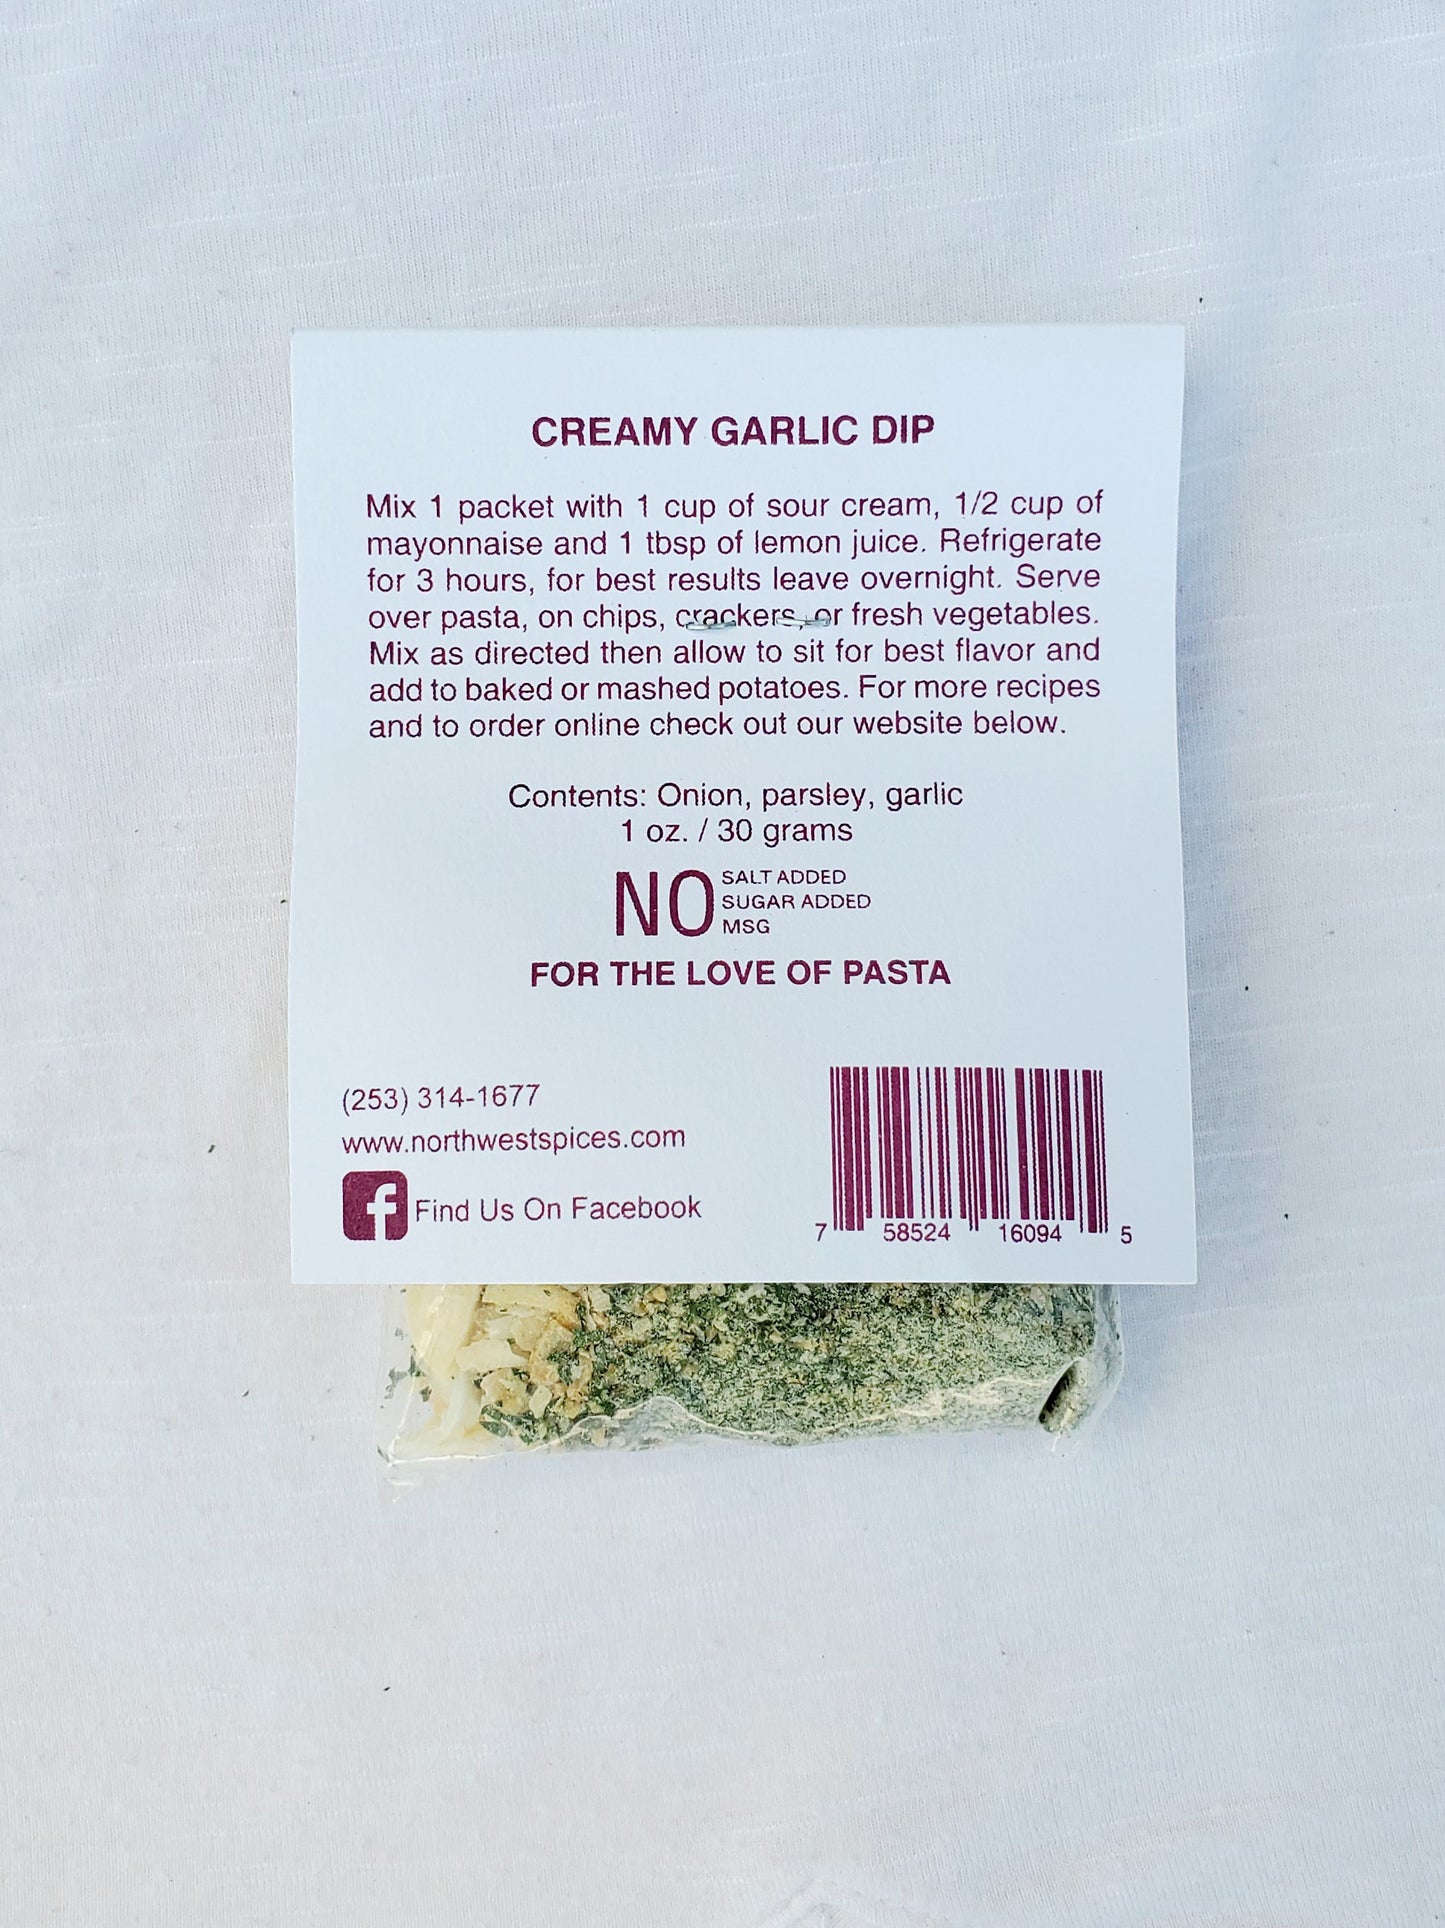 CREAMY GARLIC DIP
Mix 1 packet with 1 cup of sour cream, 1/2 cup of
mayonnaise and 1 tbsp of lemon juice. Refrigerate
for 3 hours, for best results leave overnight. Serve
over pasta, on chips, crackers, or fresh vegetables.
Mix as directed then allow to sit for best flavor and
add to baked or mashed potatoes. For more recipes
and to order online check out our website below.
Contents: Onion, parsley, garlic
1 oz. / 30 grams
NO
SALT ADDED
SUGAR ADDED
MSG
FOR THE LOVE OF PASTA
(253) 314-1677
www.northwestspices.com
f Find Us On Facebook
7 58524 16094 5